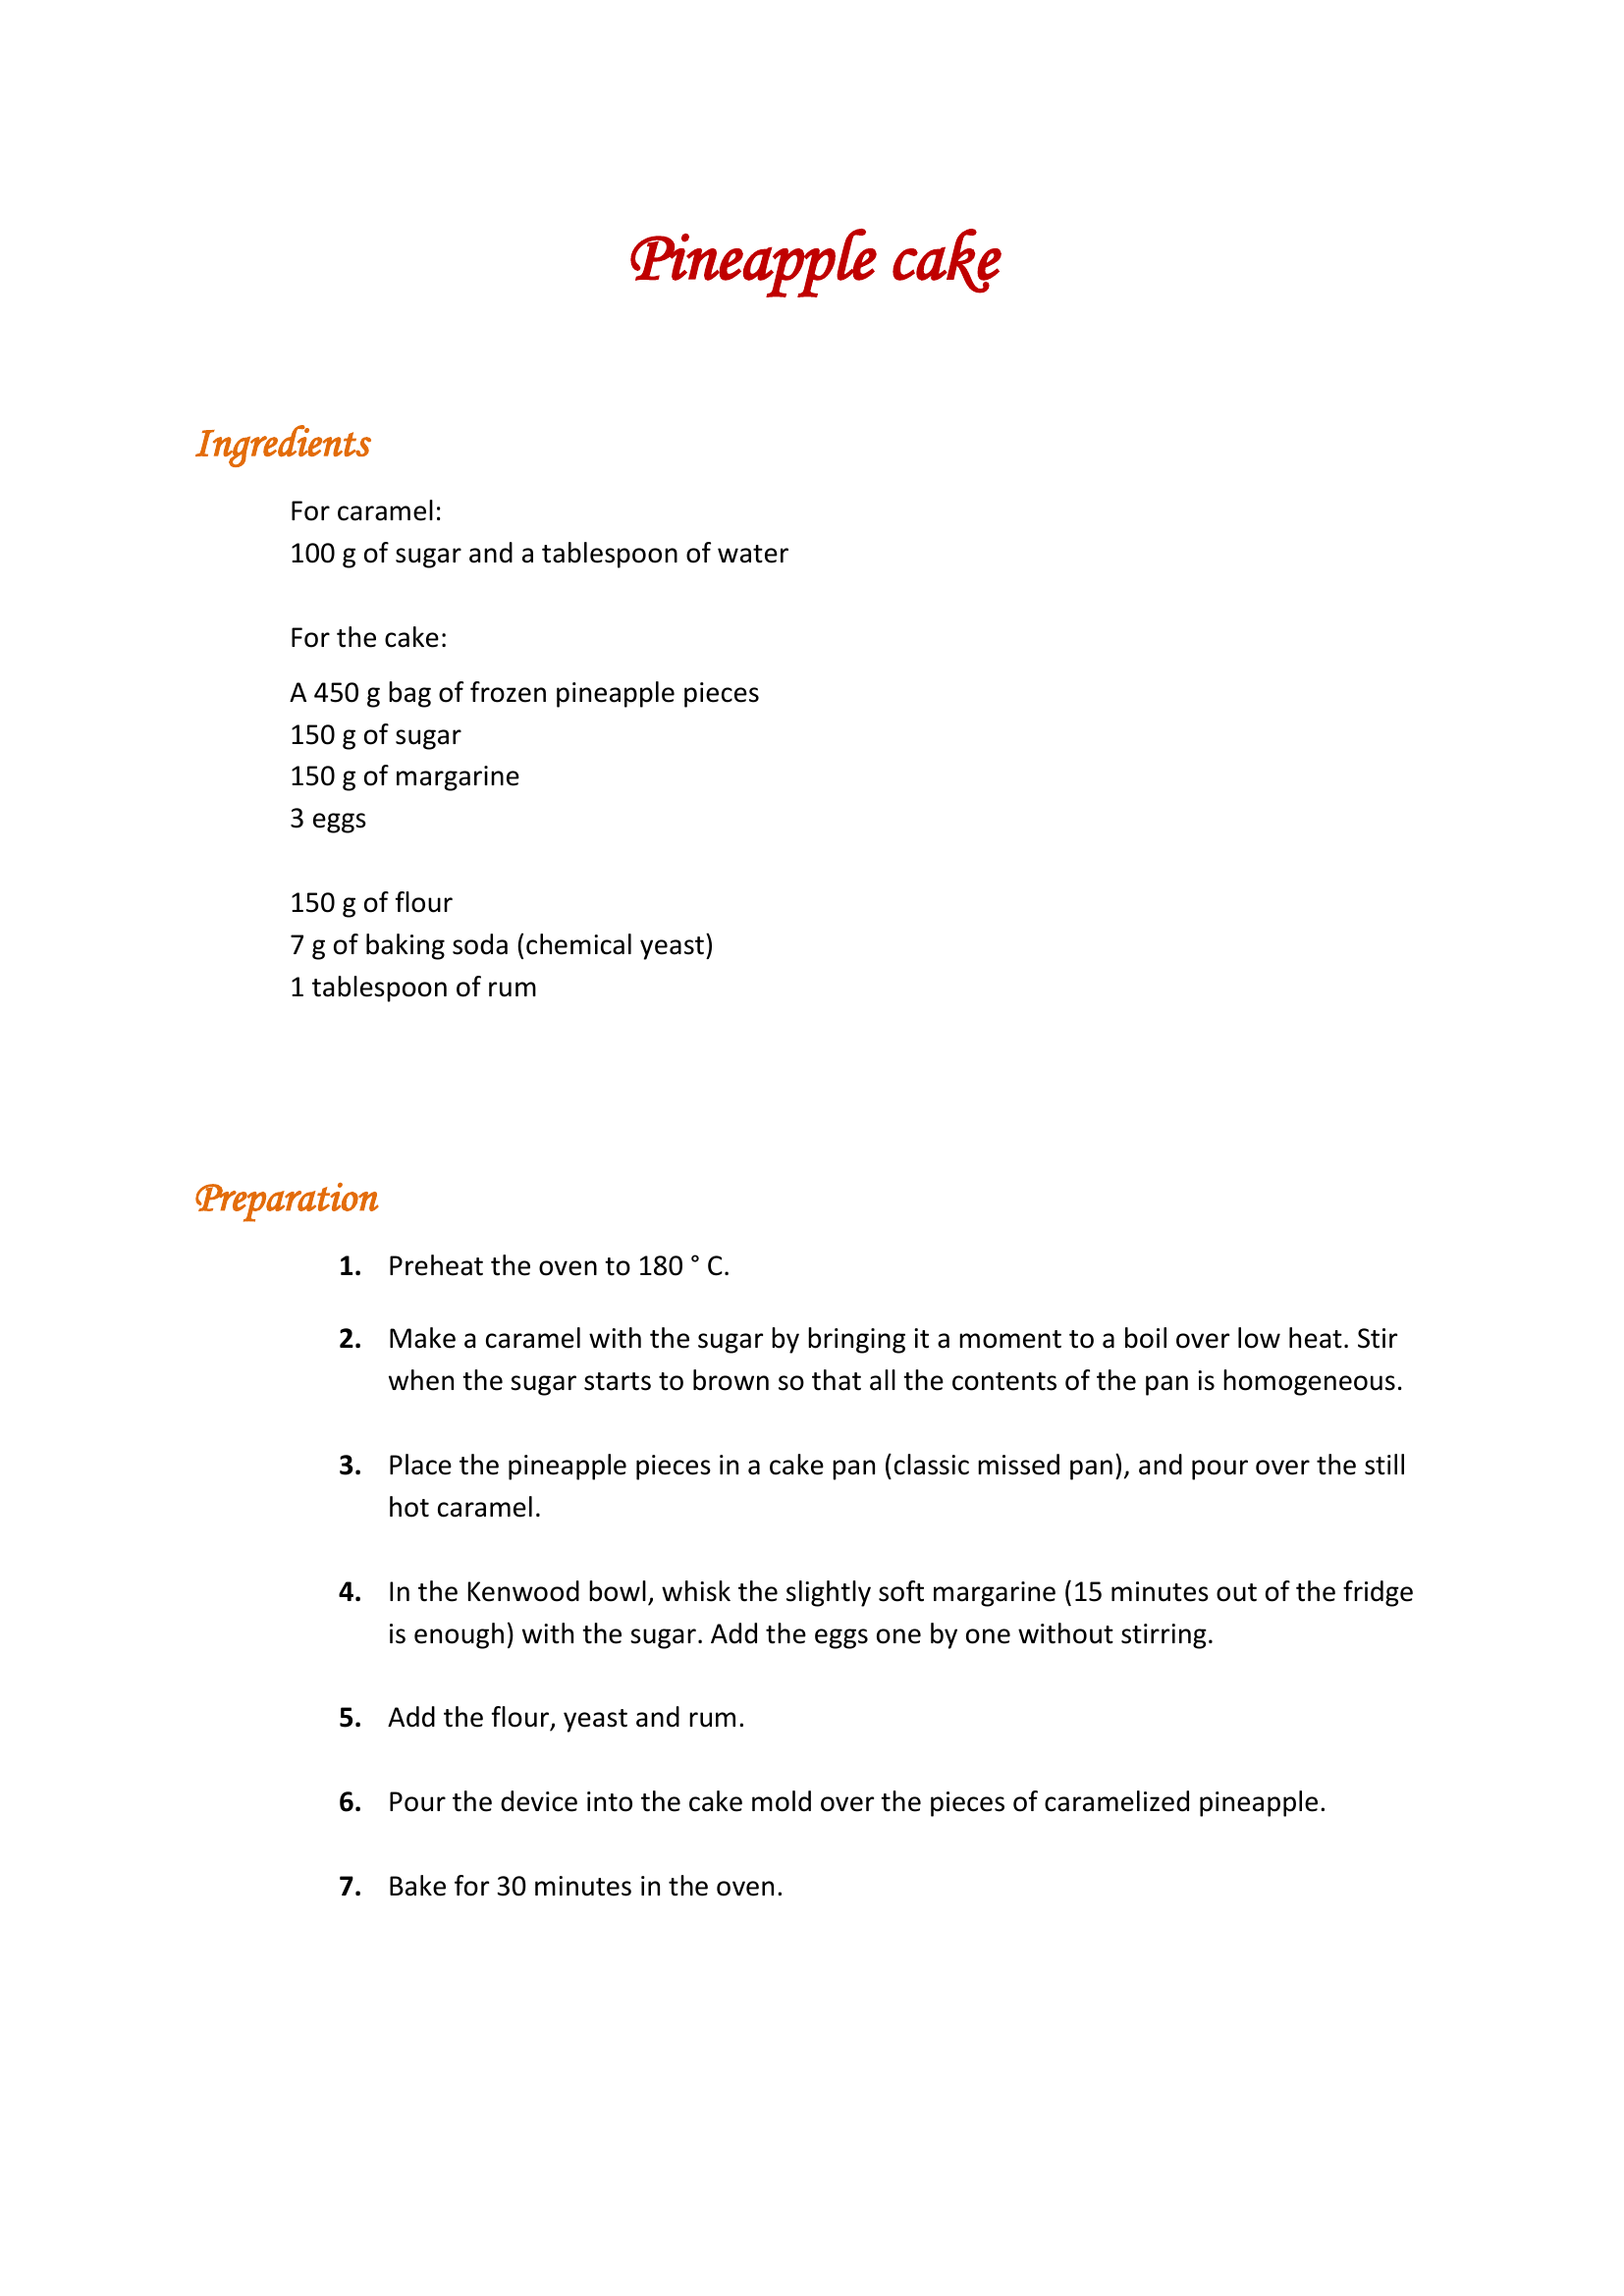 Pineapple cake
Ingredients
For caramel:
100 g of sugar and a tablespoon of water
For the cake:
A 450 g bag of frozen pineapple pieces
150 g of sugar
150 g of margarine
3 eggs
150 g of flour
7 g of baking soda (chemical yeast)
1 tablespoon of rum
Preparation
1. Preheat the oven to 180 ° C.
2. Make a caramel with the sugar by bringing it a moment to a boil over low heat. Stir
when the sugar starts to brown so that all the contents of the pan is homogeneous.
3. Place the pineapple pieces in a cake pan (classic missed pan), and pour over the still
hot caramel.
4. In the Kenwood bowl, whisk the slightly soft margarine (15 minutes out of the fridge
is enough) with the sugar. Add the eggs one by one without stirring.
5. Add the flour, yeast and rum.
6. Pour the device into the cake mold over the pieces of caramelized pineapple.
7. Bake for 30 minutes in the oven.